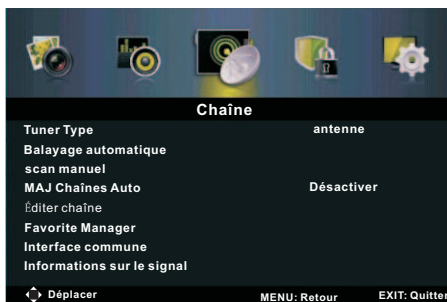 Chaîne
Tuner Type antenne
Balayage automatique
scan manuel
MAJ Chaînes Auto Désactiver
Éditer chaîne
Favorite Manager
Interface commune
Informations sur le signal
Déplacer MENU: Retour EXIT: Quitter